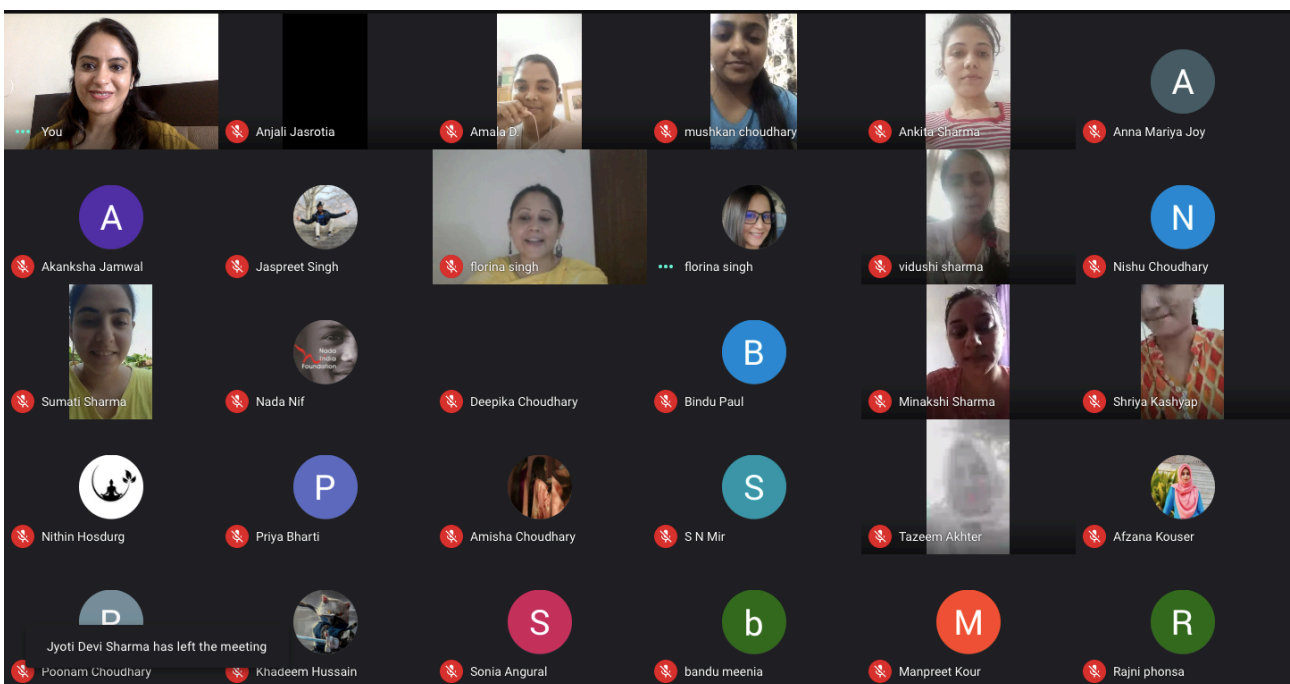 You
Anjali Jasrotia
Amala D.
mushkan choudhary
Ankita Sharma
A
Anna Mariya Joy
A
Akanksha Jamwal
Jaspreet Singh
florina singh
florina singh
vidushi sharma
N
Nishu Choudhary
Sumati Sharma
Nada
India
Foundation
Nada Nif
Deepika Choudhary
B
Bindu Paul
Minakshi Sharma
Shriya Kashyap
Nithin Hosdurg
P
Priya Bharti
Amisha Choudhary
S
S N Mir
Tazeem Akhter
Afzana Kouser
P
Jyoti Devi Sharma has left the meeting
Poonam Choudhary
Khadeem Hussain
S
Sonia Angural
b
bandu meenia
M
Manpreet Kour
R
Rajni phonsa